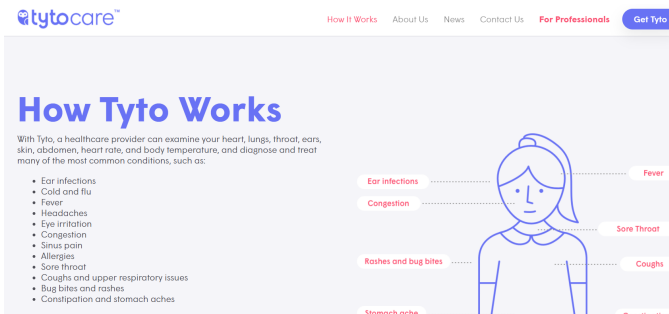 tytocare™
How It Works
About Us
News
Contact Us
For Professionals
Get Tyto
How Tyto Works
With Tyto, a healthcare provider can examine your heart, lungs, throat, ears,
skin, abdomen, heart rate, and body temperature, and diagnose and treat
many of the most common conditions, such as:
• Ear infections
• Cold and flu
• Fever
• Headaches
• Eye irritation
• Congestion
• Sinus pain
• Allergies
• Sore throat
• Coughs and upper respiratory issues
• Bug bites and rashes
• Constipation and stomach aches
Fever
Ear infections
Congestion
Sore Throat
Rashes and bug bites
Coughs
Stomach ache